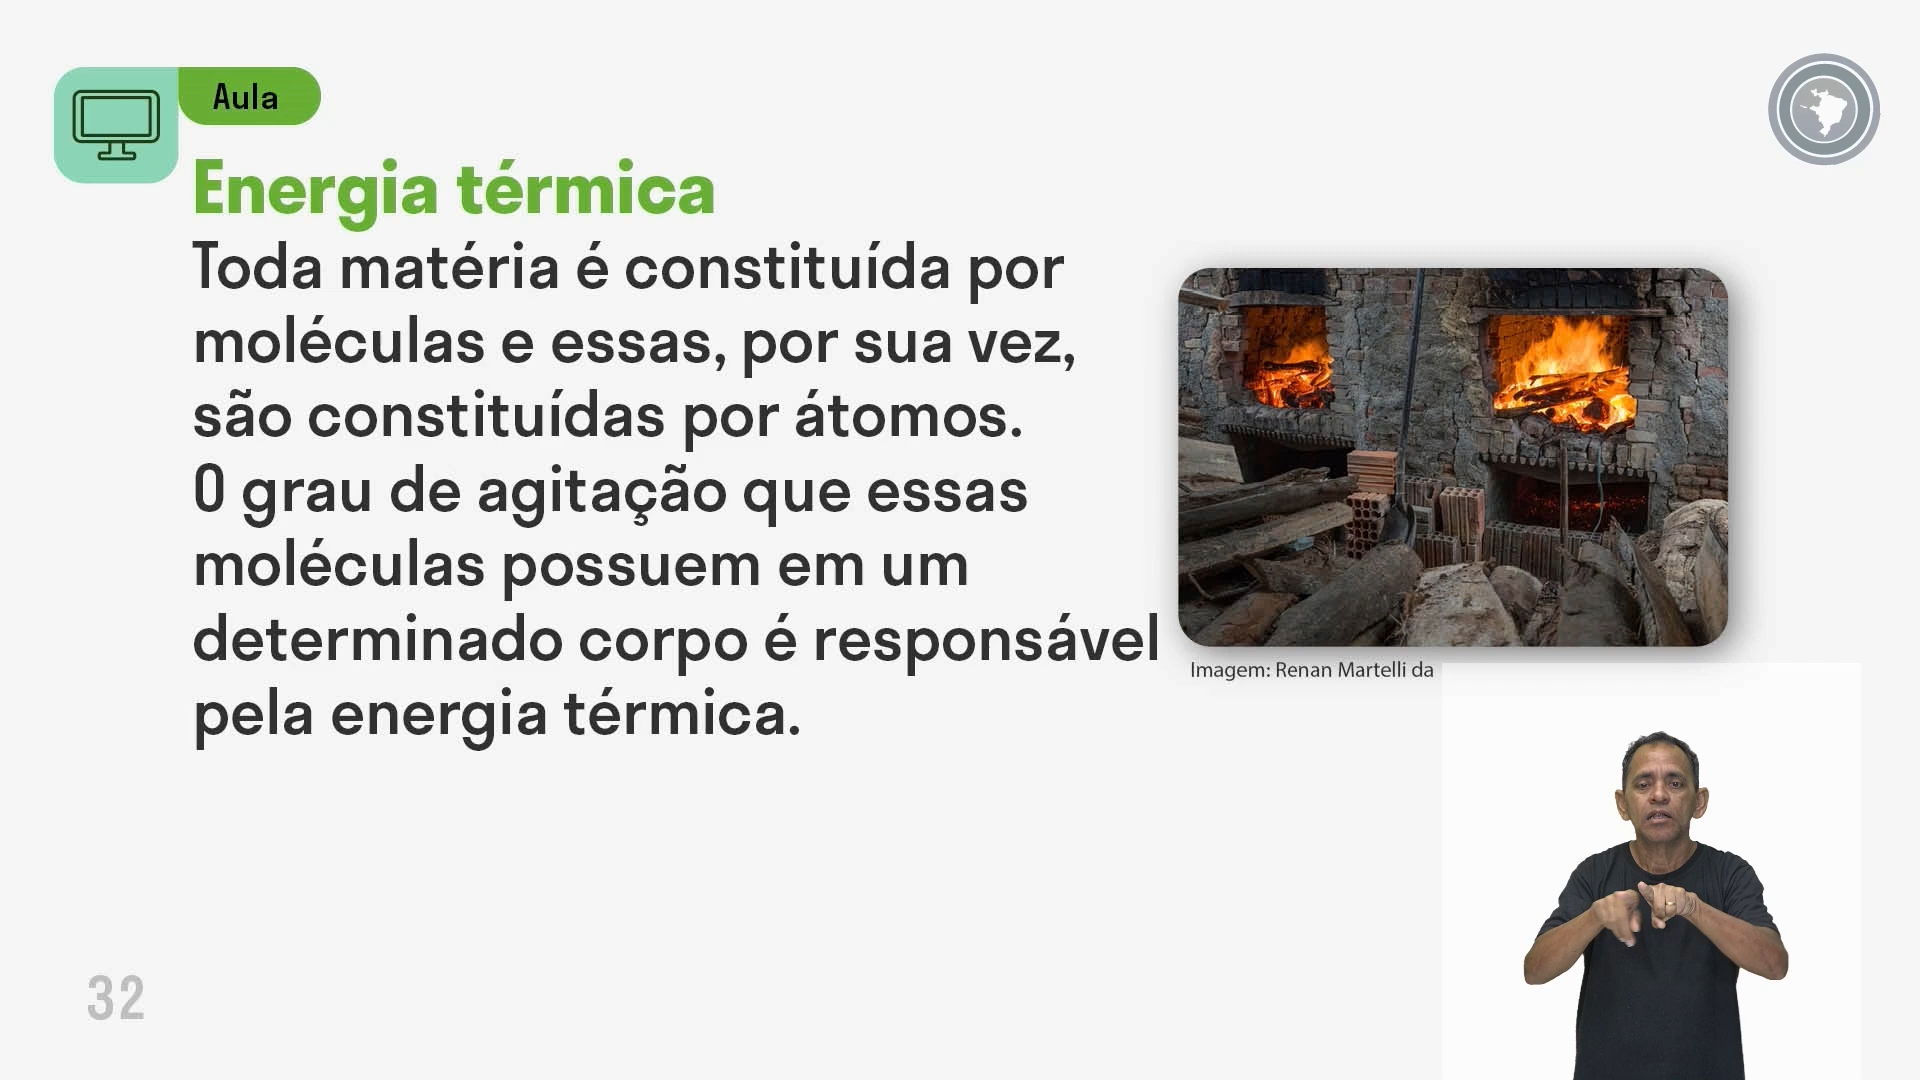 Aula
Energia térmica
Toda matéria é constituída por
moléculas e essas, por sua vez,
são constituídas por átomos.
O grau de agitação que essas
moléculas possuem em um
determinado corpo é responsável
pela energia térmica.
Imagem: Renan Martelli da
32